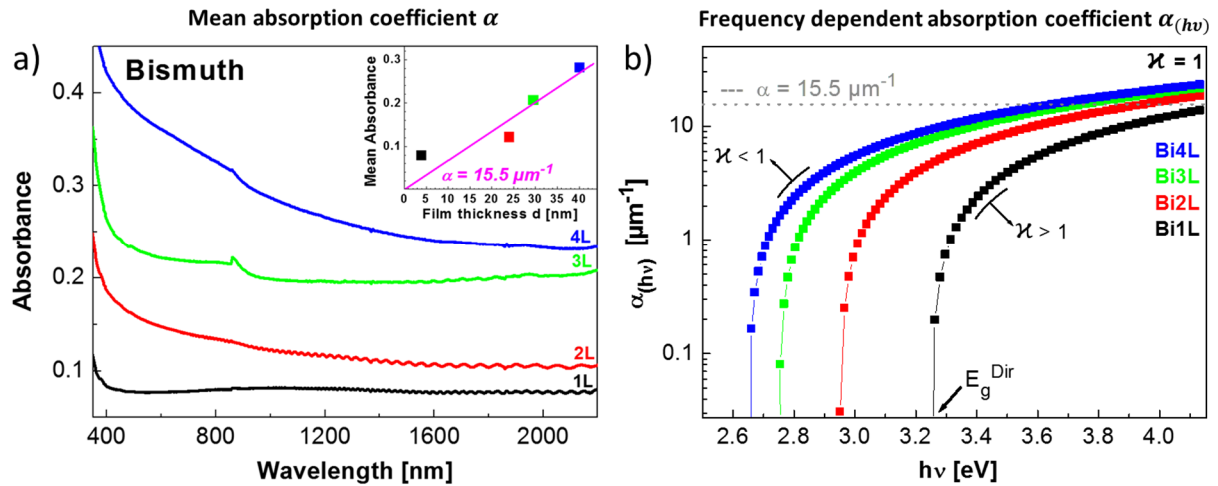 Mean absorption coefficient α
a)
Bismuth
Absorbance
0.4
0.3
0.2
0.1
4L
3L
2L
1L
400
800
1200
1600
2000
Wavelength [nm]
Mean Absorbance
0.3
0.2
0.1
α = 15.5 µm⁻¹
0 5 10 15 20 25 30 35 40
Film thickness d [nm]
Frequency dependent absorption coefficient α(hν)
b)
ϰ = 1
--- α = 15.5 µm⁻¹
α(hν) [µm⁻¹]
10
1
0.1
ϰ < 1
ϰ > 1
Bi4L
Bi3L
Bi2L
Bi1L
Eg^Dir
2.6 2.8 3.0 3.2 3.4 3.6 3.8 4.0
hν [eV]